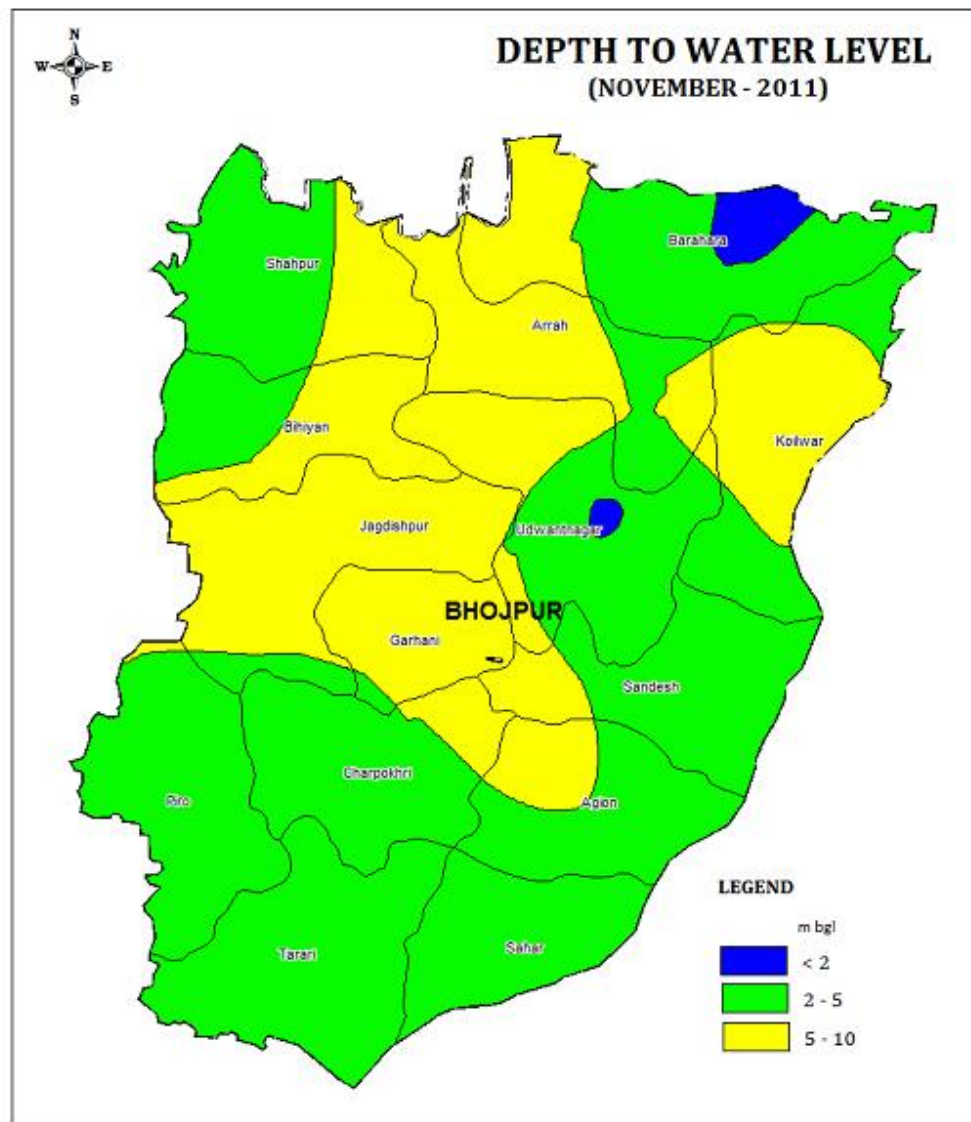 N
W E
S
DEPTH TO WATER LEVEL
(NOVEMBER - 2011)
Barahara
Shahpur
Arrah
Bihiyan
Koilwar
Jagdishpur
Udwantnagar
BHOJPUR
Garhani
Sandesh
Charpokhri
Piro
Agion
Tarari
Sahar
LEGEND
m bgl
< 2
2 - 5
5 - 10